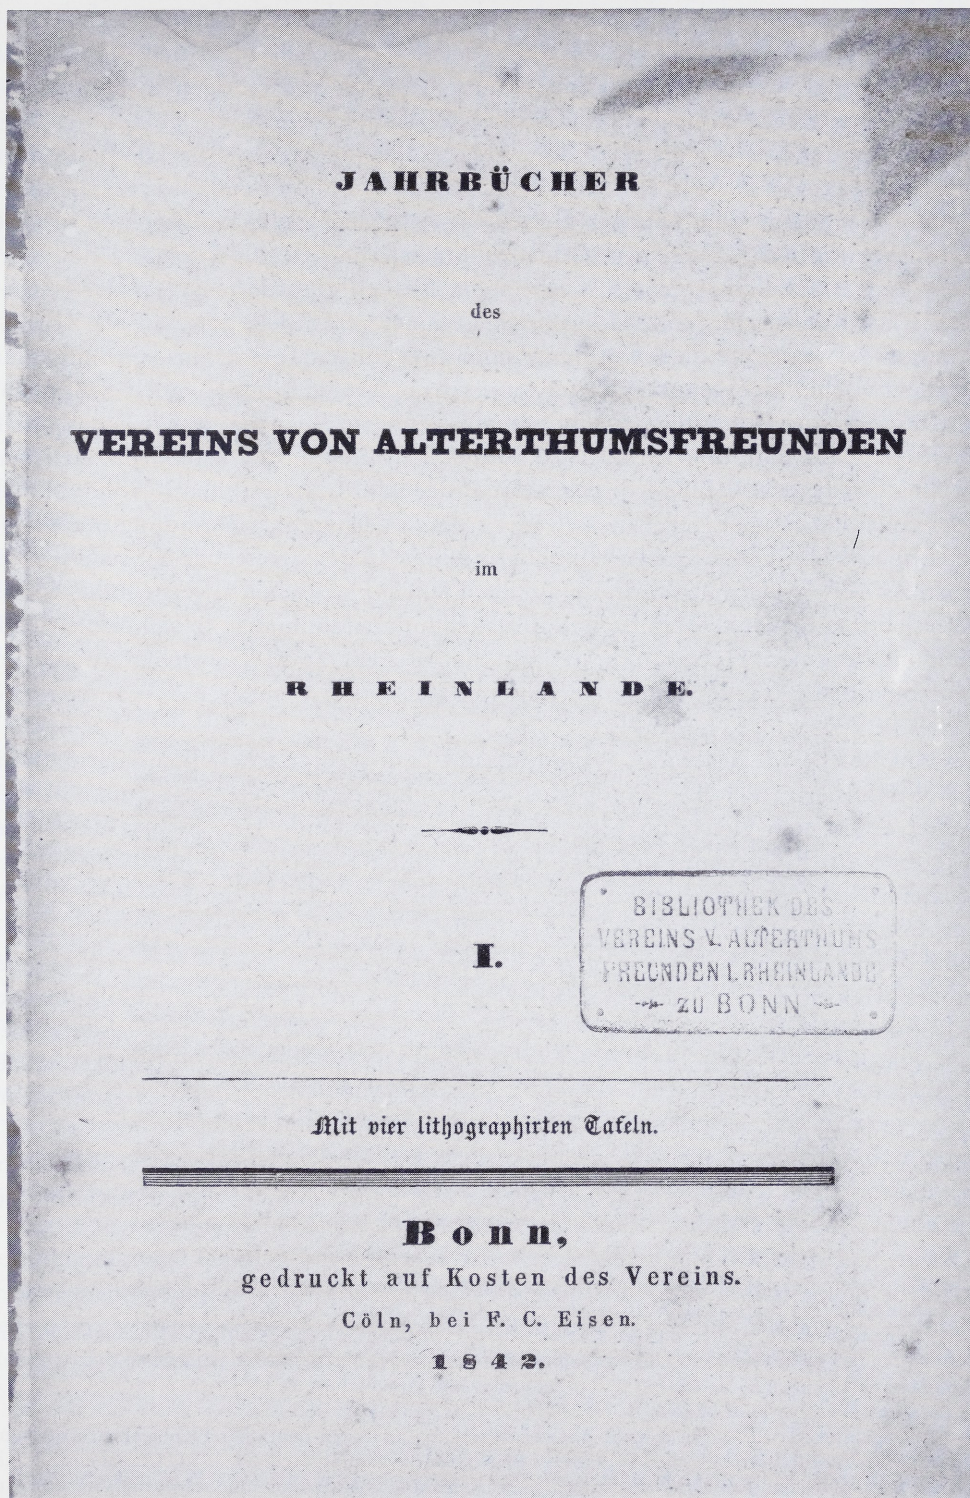 JAHRBÜCHER
des
VEREINS VON ALTERTHUMSFREUNDEN
im
RHEINLANDE.
I.
BIBLIOTHEK DES
VEREINS V. ALTERTHUMS
FREUNDEN I. RHEINLANDE
ZU BONN
Mit vier lithographirten Tafeln.
Bonn,
gedruckt auf Kosten des Vereins.
Cöln, bei F. C. Eisen.
1842.